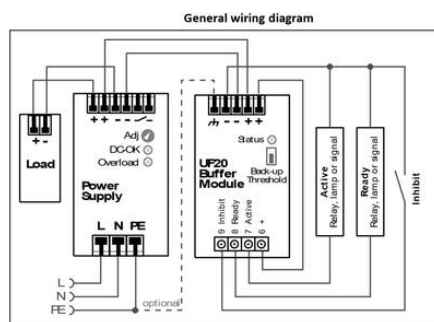 General wiring diagram
+ + - - -
- - + +
+ -
Load
Adj
DC-OK
Overload
Power
Supply
L N PE
Status
UF20
Buffer
Module
Back-up
Threshold
9 Inhibit
8 Ready
7 Active
6 +
Active
Relay, lamp or signal
Ready
Relay, lamp or signal
Inhibit
L
N
PE
optional